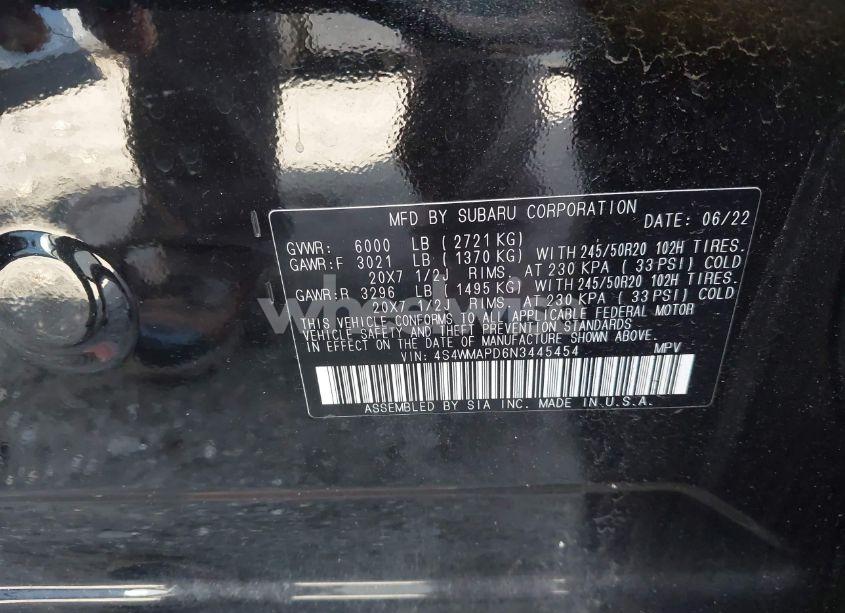 MFD BY SUBARU CORPORATION DATE: 06/22
GVWR: 6000 LB ( 2721 KG)
GAWR:F 3021 LB ( 1370 KG) WITH 245/50R20 102H TIRES.
20X7 1/2J RIMS. AT 230 KPA ( 33 PSI) COLD
GAWR:R 3296 LB ( 1495 KG) WITH 245/50R20 102H TIRES.
20X7 1/2J RIMS. AT 230 KPA ( 33 PSI) COLD
THIS VEHICLE CONFORMS TO ALL APPLICABLE FEDERAL MOTOR
VEHICLE SAFETY AND THEFT PREVENTION STANDARDS
IN EFFECT ON THE DATE OF MANUFACTURE SHOWN ABOVE.
VIN: 4S4WMAPD6N3445454 MPV
ASSEMBLED BY SIA INC. MADE IN U.S.A.